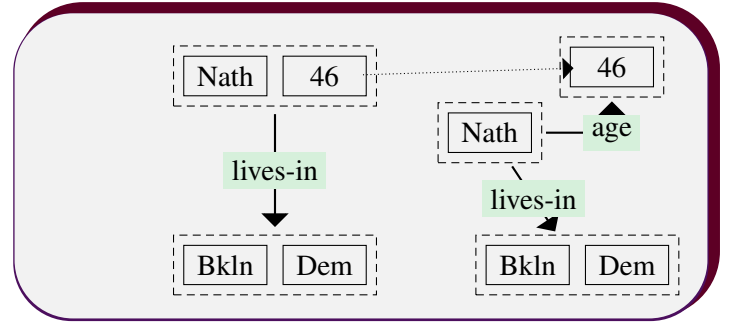 Nath 46
lives-in
Bkln Dem
46
Nath
age
lives-in
Bkln Dem